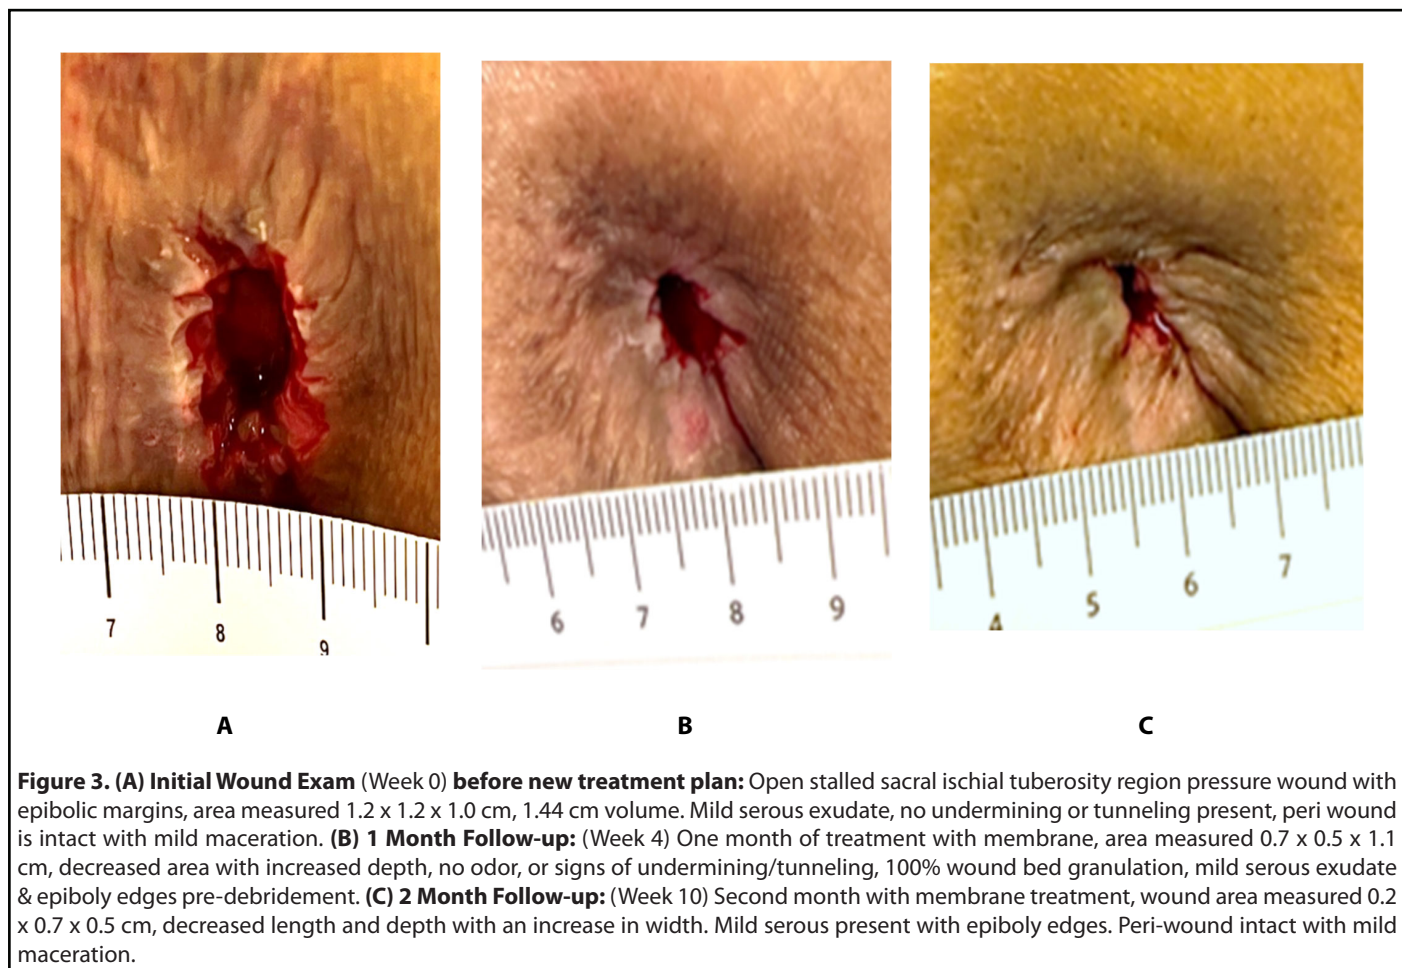 7 8 9
6 7 8 9
4 5 6 7
A B C
Figure 3. (A) Initial Wound Exam (Week 0) before new treatment plan: Open stalled sacral ischial tuberosity region pressure wound with
epibolic margins, area measured 1.2 x 1.2 x 1.0 cm, 1.44 cm volume. Mild serous exudate, no undermining or tunneling present, peri wound
is intact with mild maceration. (B) 1 Month Follow-up: (Week 4) One month of treatment with membrane, area measured 0.7 x 0.5 x 1.1
cm, decreased area with increased depth, no odor, or signs of undermining/tunneling, 100% wound bed granulation, mild serous exudate
& epiboly edges pre-debridement. (C) 2 Month Follow-up: (Week 10) Second month with membrane treatment, wound area measured 0.2
x 0.7 x 0.5 cm, decreased length and depth with an increase in width. Mild serous present with epiboly edges. Peri-wound intact with mild
maceration.